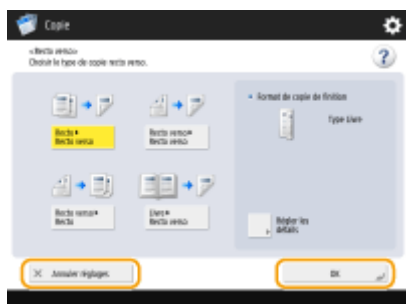 Copie
<Recto verso>
Choisir le type de copie recto verso.
?
Recto▶
Recto verso
Recto verso▶
Recto verso
Recto verso▶
Recto
Livre▶
Recto verso
Format de copie de finition
Type Livre
Régler les
détails
Annuler réglages
OK